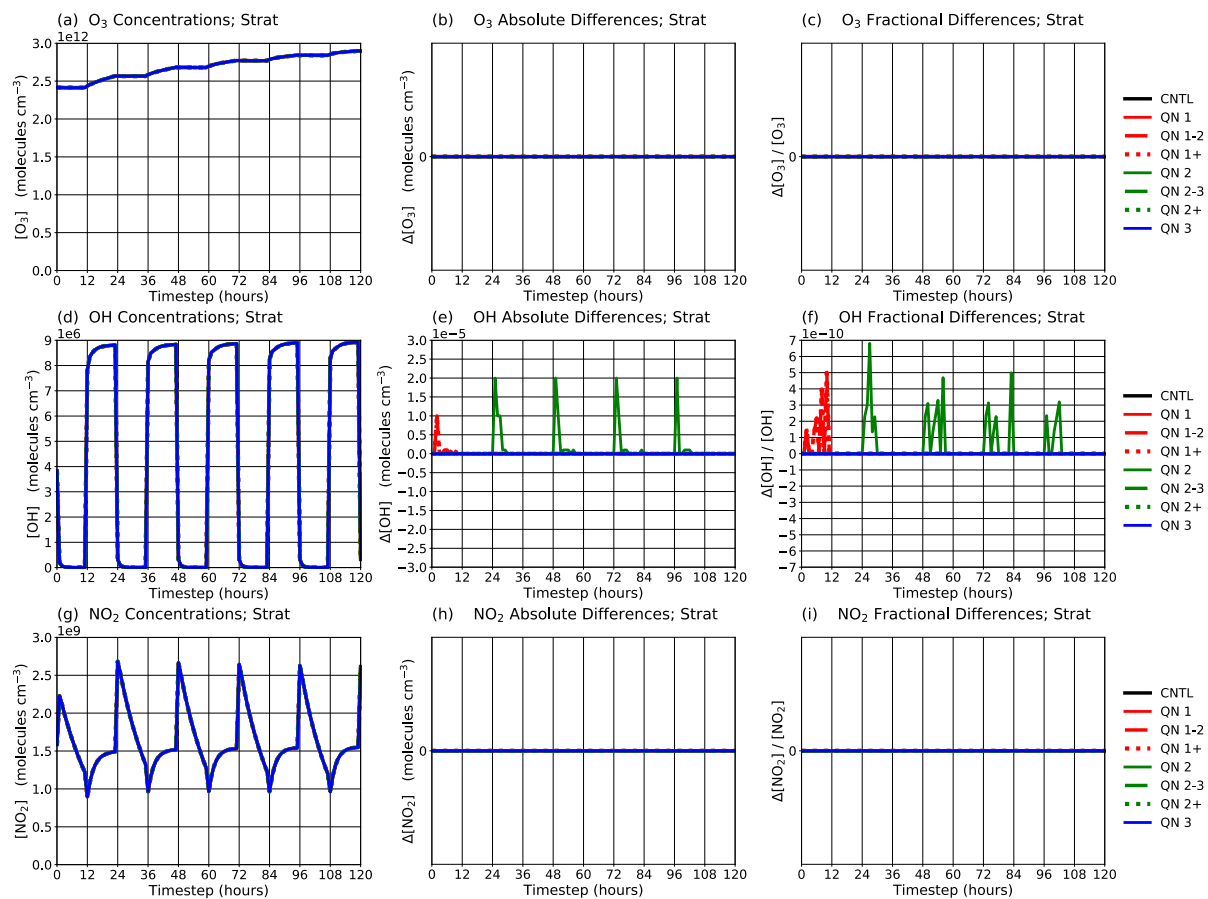 (a) O₃ Concentrations; Strat
1e12
3.0
2.5
2.0
1.5
1.0
0.5
0.0
[O₃] (molecules cm⁻³)
0 12 24 36 48 60 72 84 96 108 120
Timestep (hours)
(b) O₃ Absolute Differences; Strat
0
Δ[O₃] (molecules cm⁻³)
0 12 24 36 48 60 72 84 96 108 120
Timestep (hours)
(c) O₃ Fractional Differences; Strat
0
Δ[O₃] / [O₃]
0 12 24 36 48 60 72 84 96 108 120
Timestep (hours)
CNTL
QN 1
QN 1-2
QN 1+
QN 2
QN 2-3
QN 2+
QN 3
(d) OH Concentrations; Strat
1e6
9
8
7
6
5
4
3
2
1
0
[OH] (molecules cm⁻³)
0 12 24 36 48 60 72 84 96 108 120
Timestep (hours)
(e) OH Absolute Differences; Strat
1e−5
3.0
2.5
2.0
1.5
1.0
0.5
0.0
−0.5
−1.0
−1.5
−2.0
−2.5
−3.0
Δ[OH] (molecules cm⁻³)
0 12 24 36 48 60 72 84 96 108 120
Timestep (hours)
(f) OH Fractional Differences; Strat
1e−10
7
6
5
4
3
2
1
0
−1
−2
−3
−4
−5
−6
−7
Δ[OH] / [OH]
0 12 24 36 48 60 72 84 96 108 120
Timestep (hours)
CNTL
QN 1
QN 1-2
QN 1+
QN 2
QN 2-3
QN 2+
QN 3
(g) NO₂ Concentrations; Strat
1e9
3.0
2.5
2.0
1.5
1.0
0.5
0.0
[NO₂] (molecules cm⁻³)
0 12 24 36 48 60 72 84 96 108 120
Timestep (hours)
(h) NO₂ Absolute Differences; Strat
0
Δ[NO₂] (molecules cm⁻³)
0 12 24 36 48 60 72 84 96 108 120
Timestep (hours)
(i) NO₂ Fractional Differences; Strat
0
Δ[NO₂] / [NO₂]
0 12 24 36 48 60 72 84 96 108 120
Timestep (hours)
CNTL
QN 1
QN 1-2
QN 1+
QN 2
QN 2-3
QN 2+
QN 3